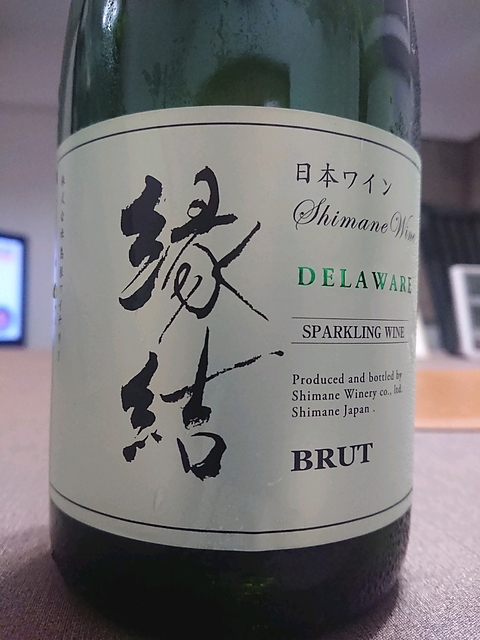 縁結
日本ワイン
Shimane Wine
DELAWARE
SPARKLING WINE
Produced and bottled by
Shimane Winery co., ltd.
Shimane Japan .
BRUT